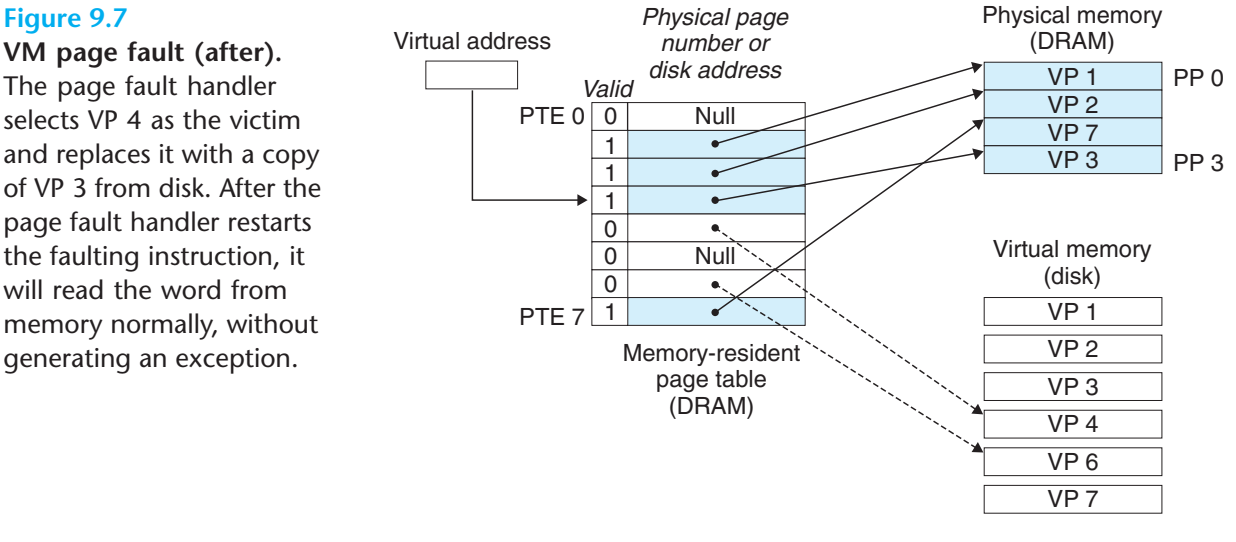 Figure 9.7
VM page fault (after).
The page fault handler
selects VP 4 as the victim
and replaces it with a copy
of VP 3 from disk. After the
page fault handler restarts
the faulting instruction, it
will read the word from
memory normally, without
generating an exception.
Virtual address
Physical page
number or
disk address
Valid
PTE 0
0 Null
1
1
1
0
0 Null
0
PTE 7
1
Memory-resident
page table
(DRAM)
Physical memory
(DRAM)
VP 1
PP 0
VP 2
VP 7
VP 3
PP 3
Virtual memory
(disk)
VP 1
VP 2
VP 3
VP 4
VP 6
VP 7